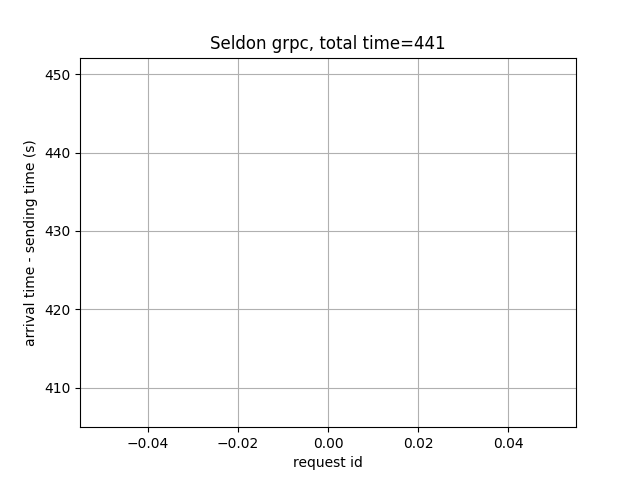 Seldon grpc, total time=441
arrival time - sending time (s)
450
440
430
420
410
−0.04 −0.02 0.00 0.02 0.04
request id